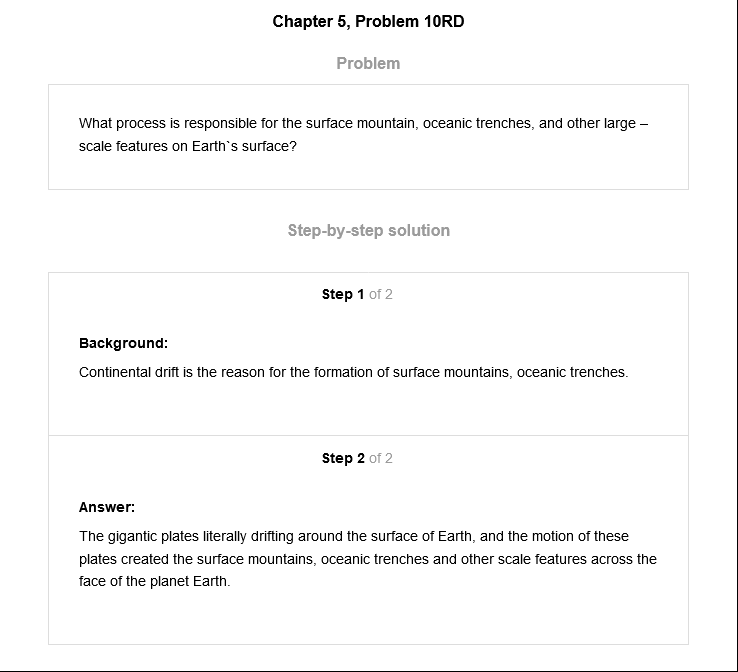 Chapter 5, Problem 10RD
Problem
What process is responsible for the surface mountain, oceanic trenches, and other large –
scale features on Earth`s surface?
Step-by-step solution
Step 1 of 2
Background:
Continental drift is the reason for the formation of surface mountains, oceanic trenches.
Step 2 of 2
Answer:
The gigantic plates literally drifting around the surface of Earth, and the motion of these
plates created the surface mountains, oceanic trenches and other scale features across the
face of the planet Earth.